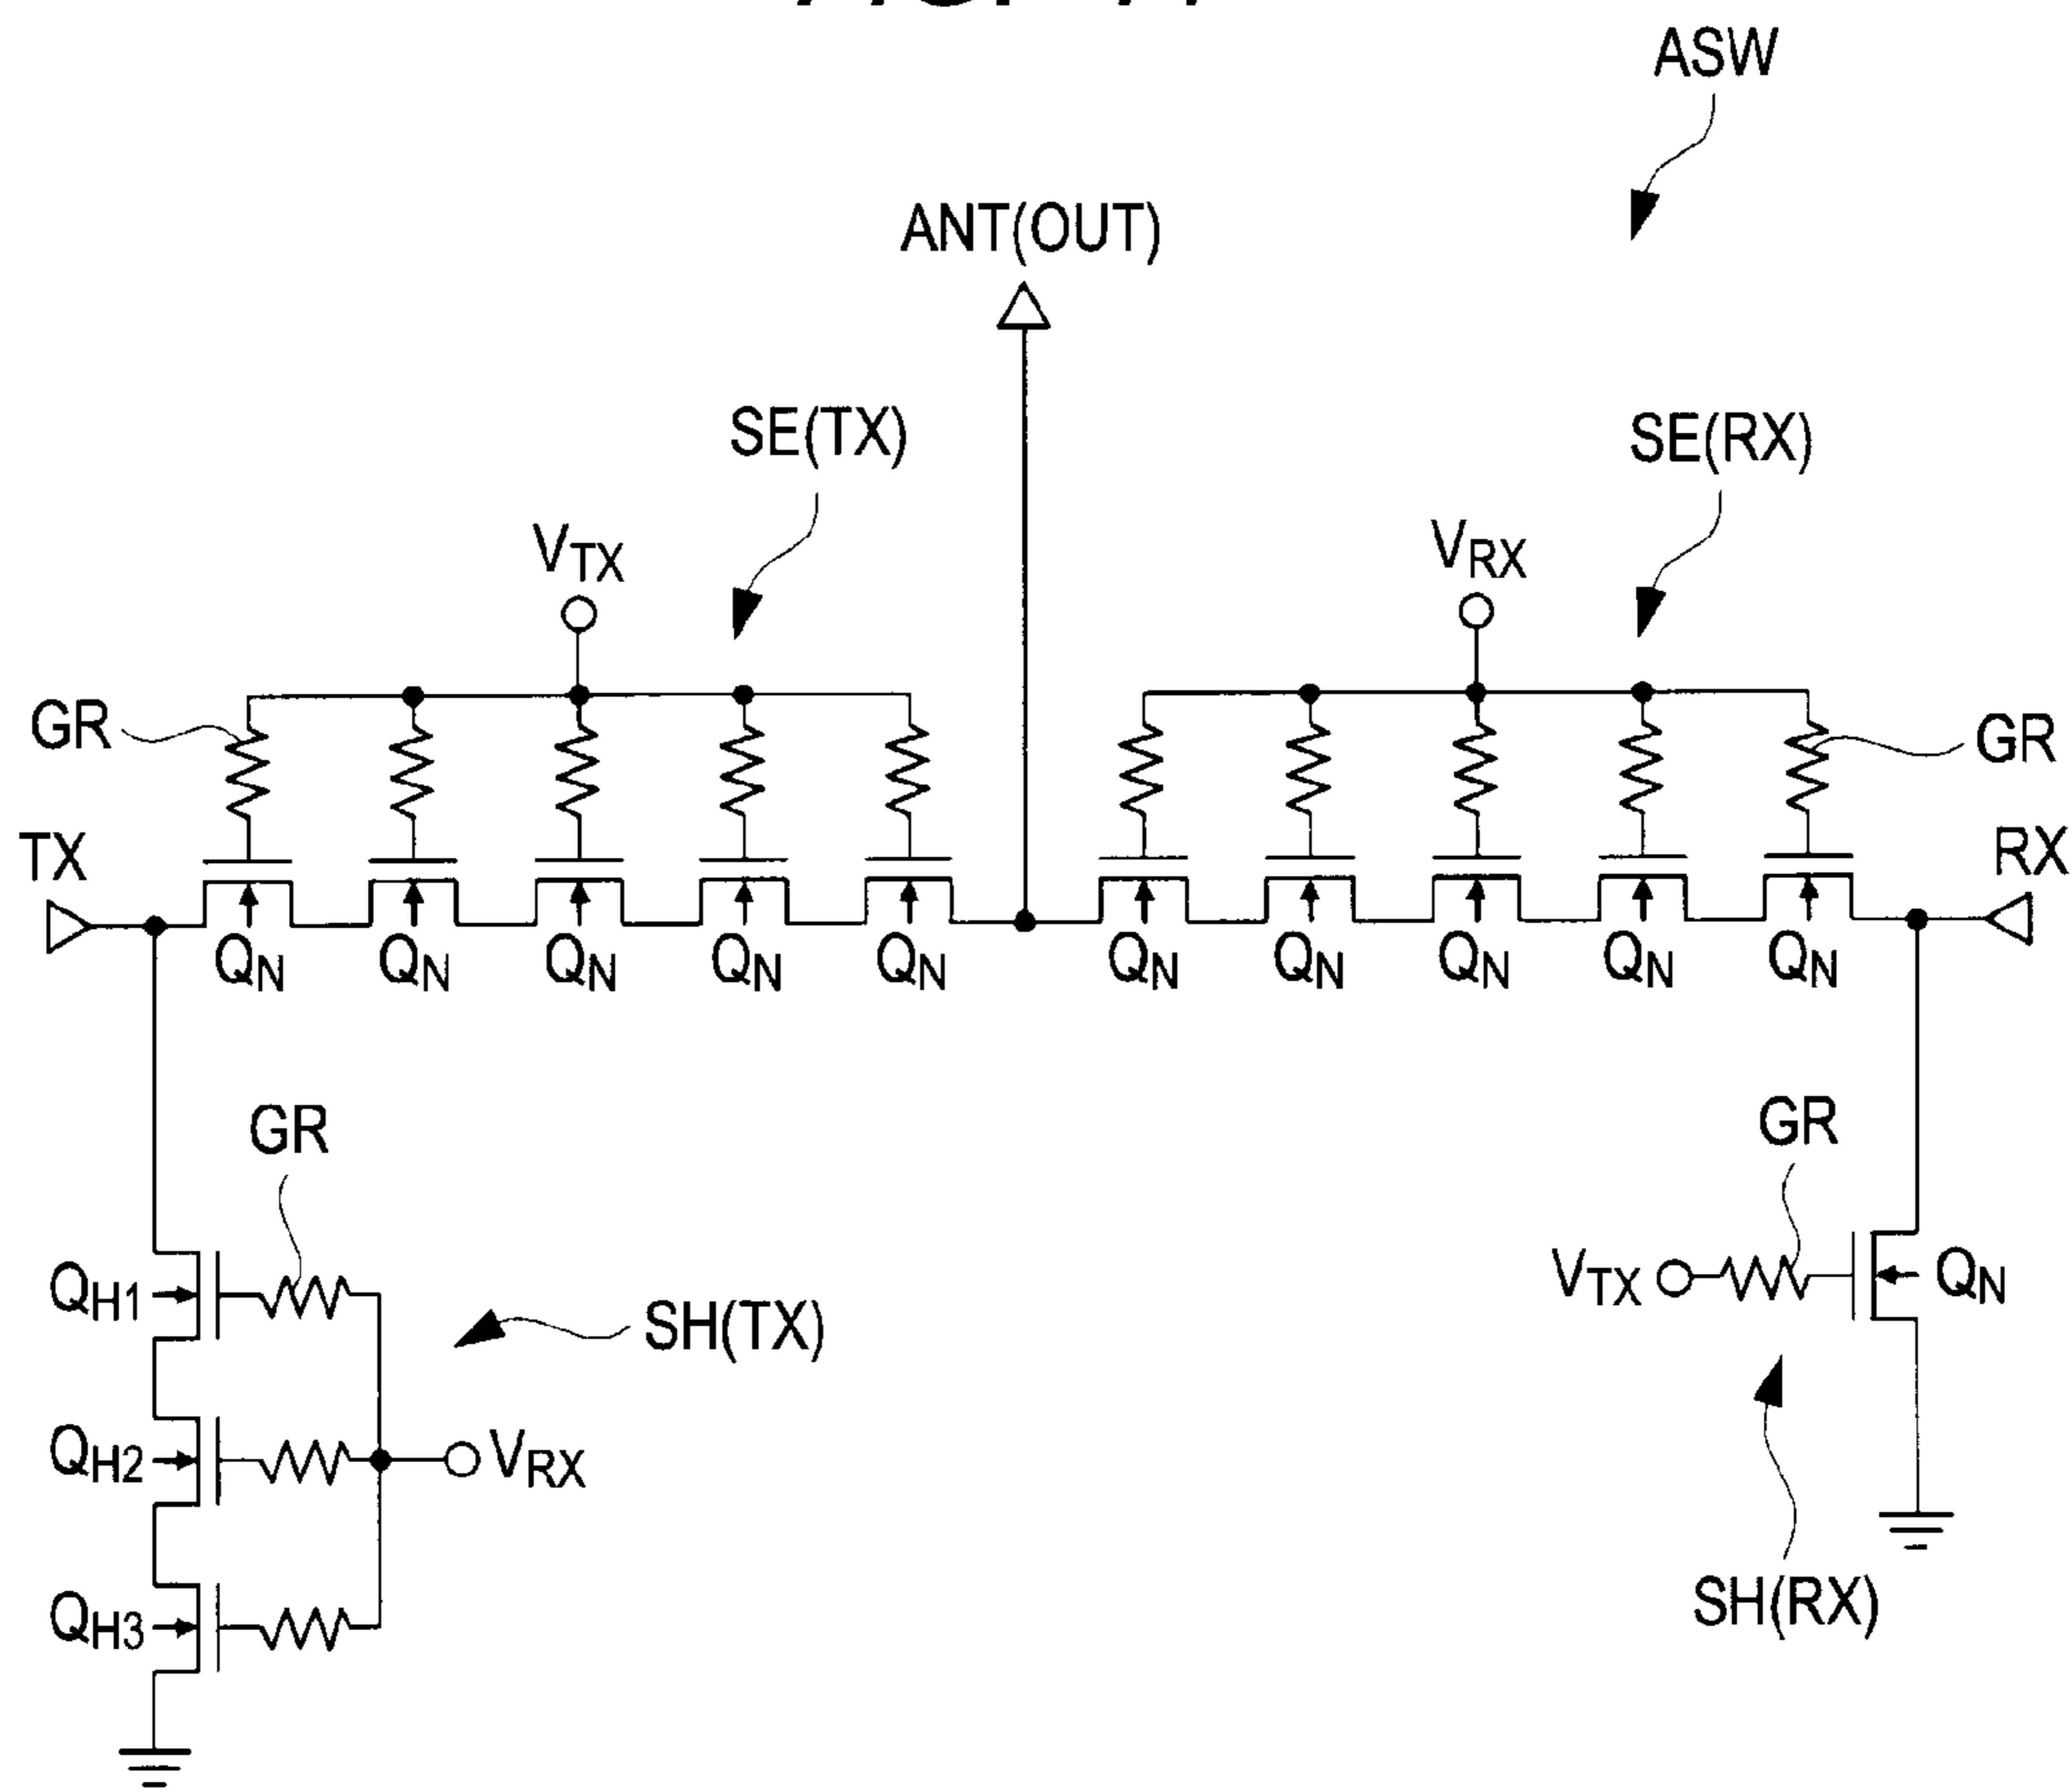 ASW
ANT(OUT)
SE(TX)
SE(RX)
VTX
VRX
GR
GR
TX
RX
QN QN QN QN QN QN QN QN QN QN
GR
GR
QH1
SH(TX)
VTX
QN
QH2
VRX
QH3
SH(RX)